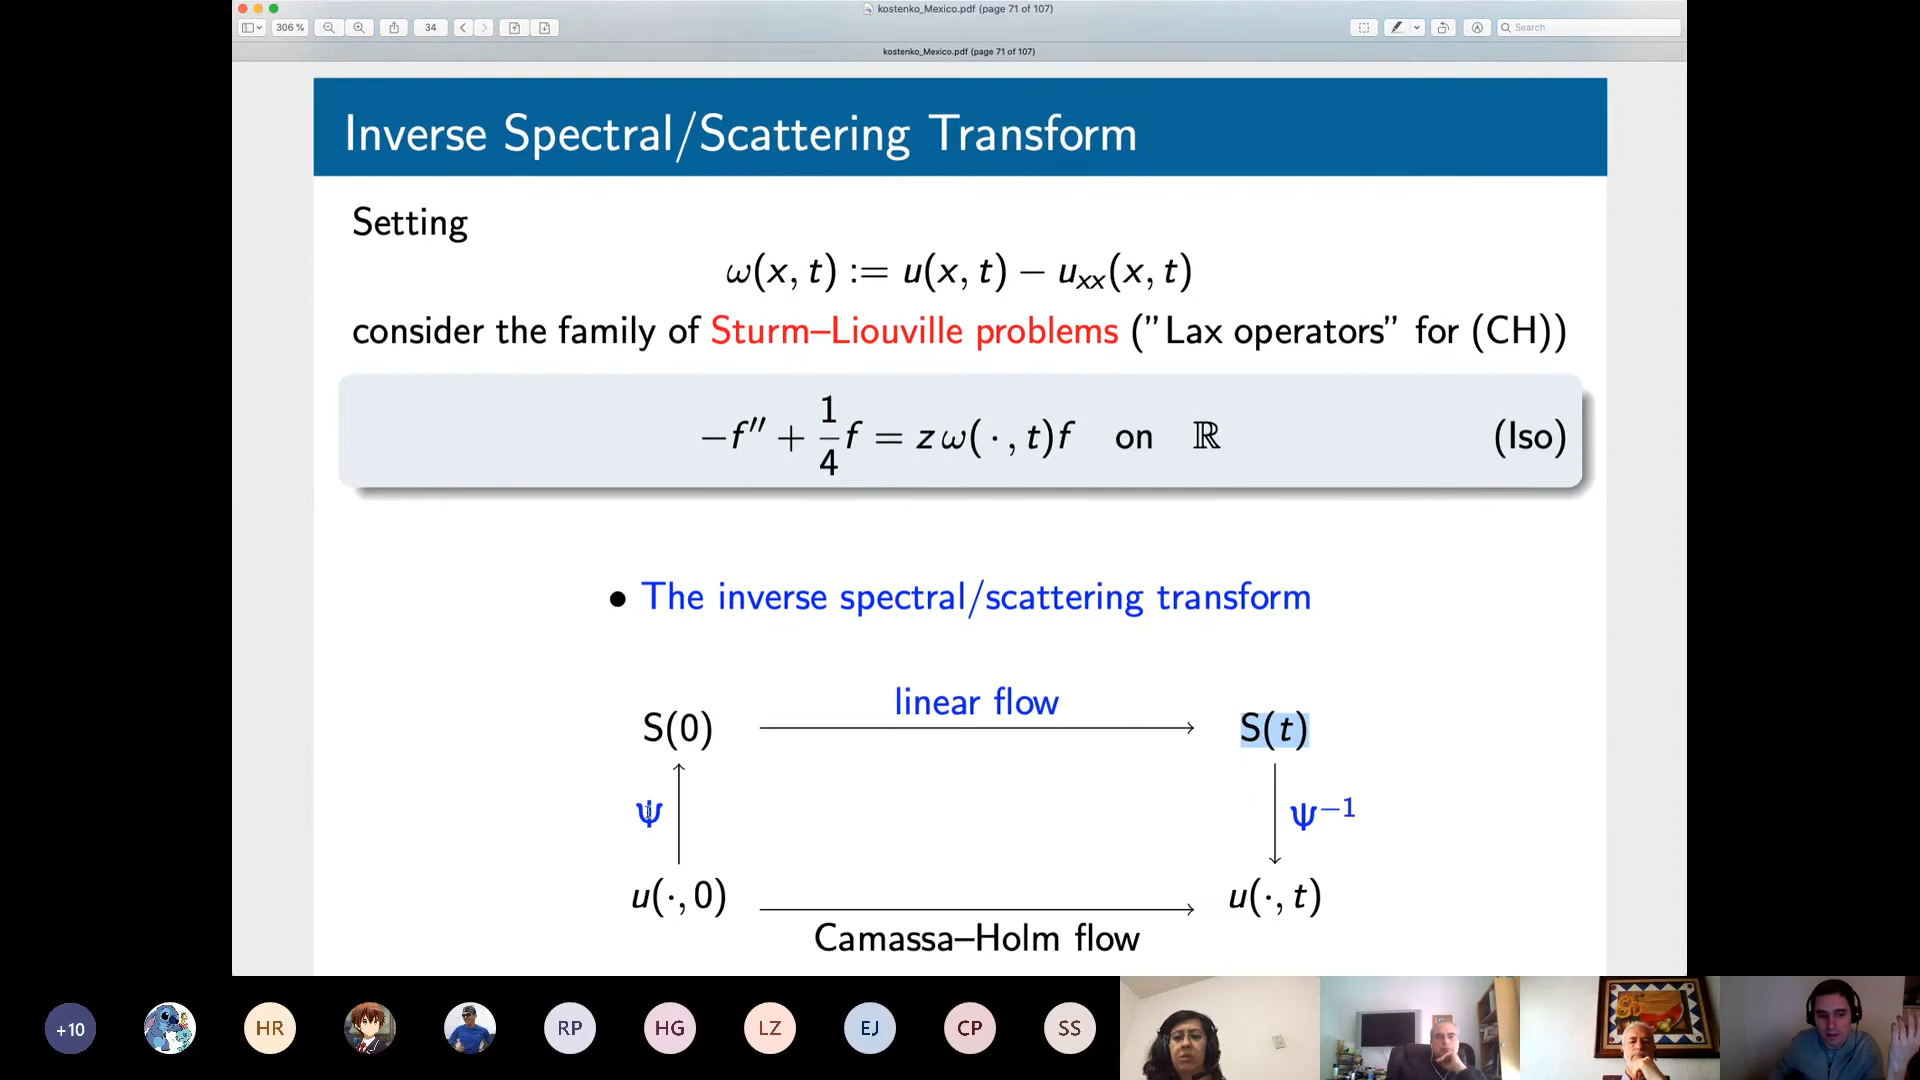 kostenko_Mexico.pdf (page 71 of 107)
306 %
34
Search
kostenko_Mexico.pdf (page 71 of 107)
Inverse Spectral/Scattering Transform
Setting
ω(x, t) := u(x, t) − uₓₓ(x, t)
consider the family of Sturm–Liouville problems ("Lax operators" for (CH))
−f″ + 1/4 f = z ω( · , t)f on ℝ (Iso)
• The inverse spectral/scattering transform
linear flow
S(0) S(t)
Ψ Ψ⁻¹
u(·, 0) u(·, t)
Camassa–Holm flow
+10 HR RP HG LZ EJ CP SS